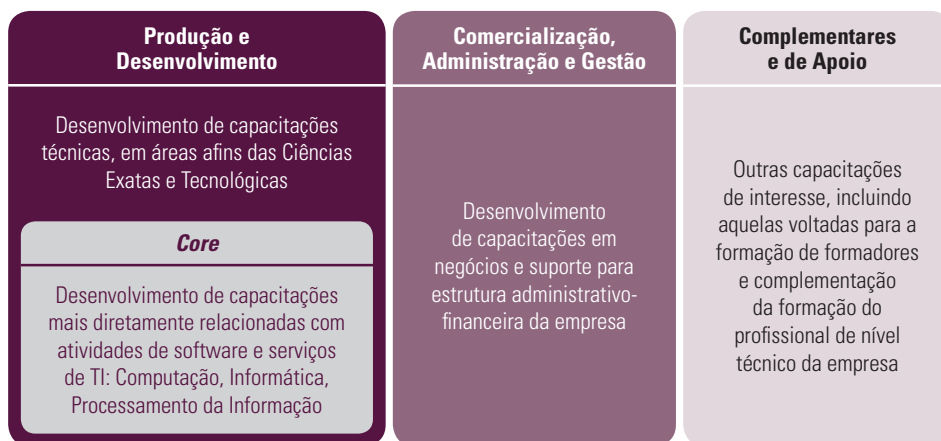 Produção e
Desenvolvimento
Desenvolvimento de capacitações
técnicas, em áreas afins das Ciências
Exatas e Tecnológicas
Core
Desenvolvimento de capacitações
mais diretamente relacionadas com
atividades de software e serviços
de TI: Computação, Informática,
Processamento da Informação
Comercialização,
Administração e Gestão
Desenvolvimento
de capacitações em
negócios e suporte para
estrutura administrativo-
financeira da empresa
Complementares
e de Apoio
Outras capacitações
de interesse, incluindo
aquelas voltadas para a
formação de formadores
e complementação
da formação do
profissional de nível
técnico da empresa